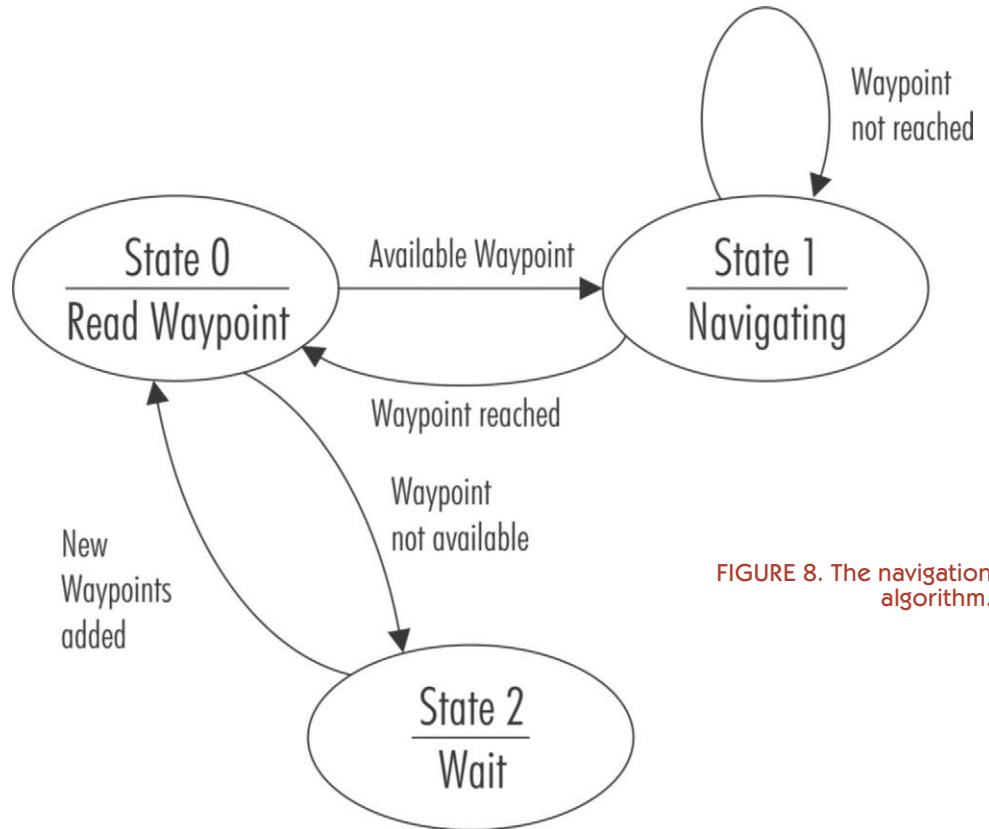 Waypoint
not reached
State 0
Read Waypoint
Available Waypoint
State 1
Navigating
Waypoint reached
Waypoint
not available
New
Waypoints
added
FIGURE 8. The navigation
algorithm.
State 2
Wait